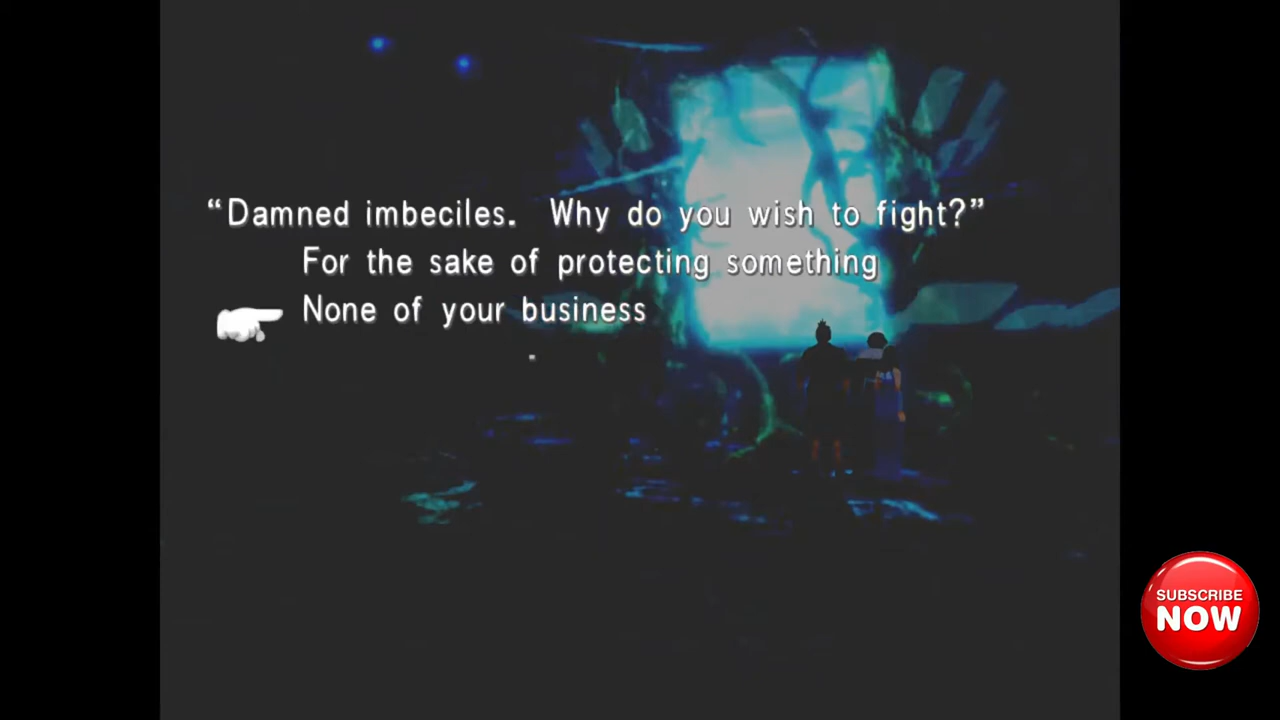 “Damned imbeciles.  Why do you wish to fight?”
For the sake of protecting something
None of your business
SUBSCRIBE
NOW